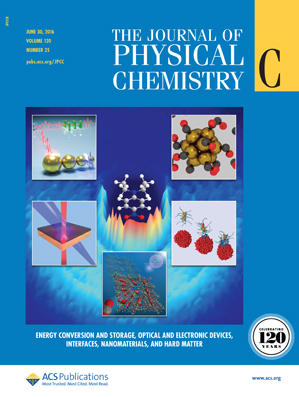 JUNE 30, 2016
VOLUME 120
NUMBER 25
pubs.acs.org/JPCC
THE JOURNAL OF
PHYSICAL
CHEMISTRY
C
ENERGY CONVERSION AND STORAGE, OPTICAL AND ELECTRONIC DEVICES,
INTERFACES, NANOMATERIALS, AND HARD MATTER
CELEBRATING
120
YEARS
ACS Publications
Most Trusted. Most Cited. Most Read.
www.acs.org